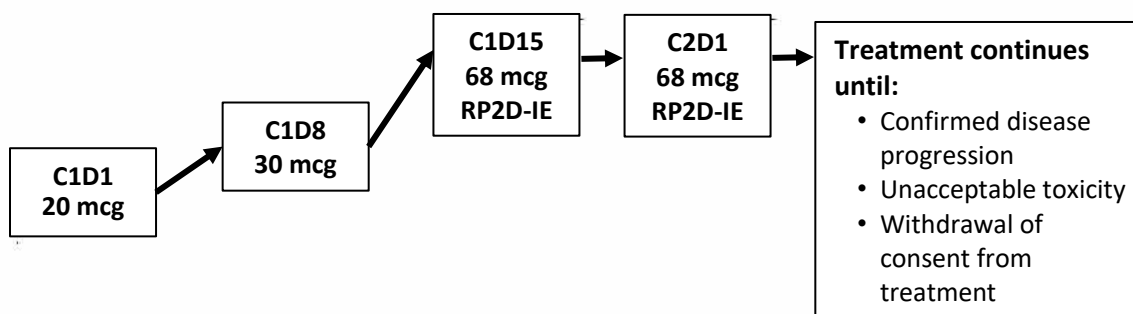 C1D1
20 mcg
C1D8
30 mcg
C1D15
68 mcg
RP2D-IE
C2D1
68 mcg
RP2D-IE
Treatment continues
until:
• Confirmed disease
progression
• Unacceptable toxicity
• Withdrawal of
consent from
treatment